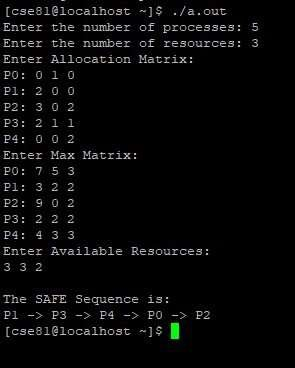 [cse81@localhost ~]$ ./a.out
Enter the number of processes: 5
Enter the number of resources: 3
Enter Allocation Matrix:
P0: 0 1 0
P1: 2 0 0
P2: 3 0 2
P3: 2 1 1
P4: 0 0 2
Enter Max Matrix:
P0: 7 5 3
P1: 3 2 2
P2: 9 0 2
P3: 2 2 2
P4: 4 3 3
Enter Available Resources:
3 3 2
The SAFE Sequence is:
P1 -> P3 -> P4 -> P0 -> P2
[cse81@localhost ~]$